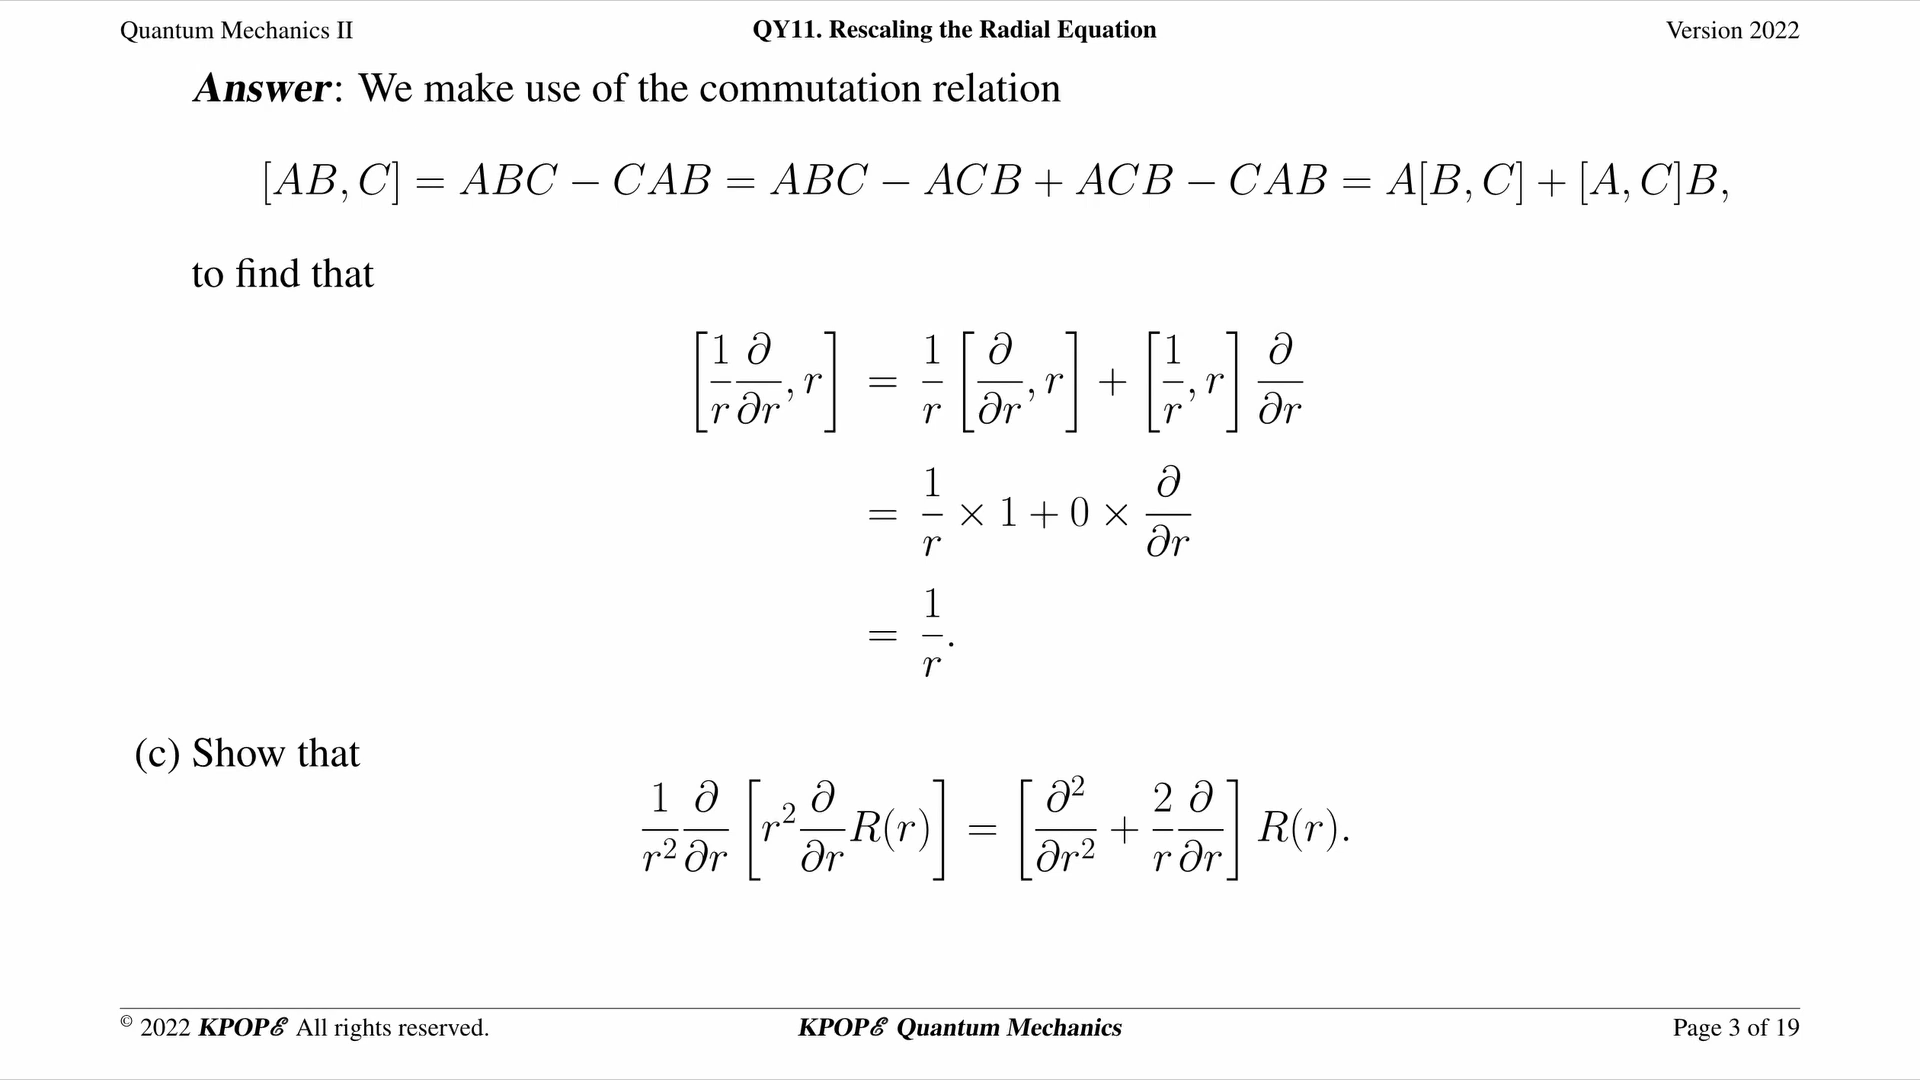 Quantum Mechanics II QY11. Rescaling the Radial Equation Version 2022
Answer: We make use of the commutation relation
[AB, C] = ABC − CAB = ABC − ACB + ACB − CAB = A[B, C] + [A, C]B,
to find that
[1/r ∂/∂r, r] = 1/r [∂/∂r, r] + [1/r, r] ∂/∂r
= 1/r × 1 + 0 × ∂/∂r
= 1/r.
(c) Show that
1/r² ∂/∂r [r² ∂/∂r R(r)] = [∂²/∂r² + 2/r ∂/∂r] R(r).
© 2022 KPOPE All rights reserved. KPOPE Quantum Mechanics Page 3 of 19